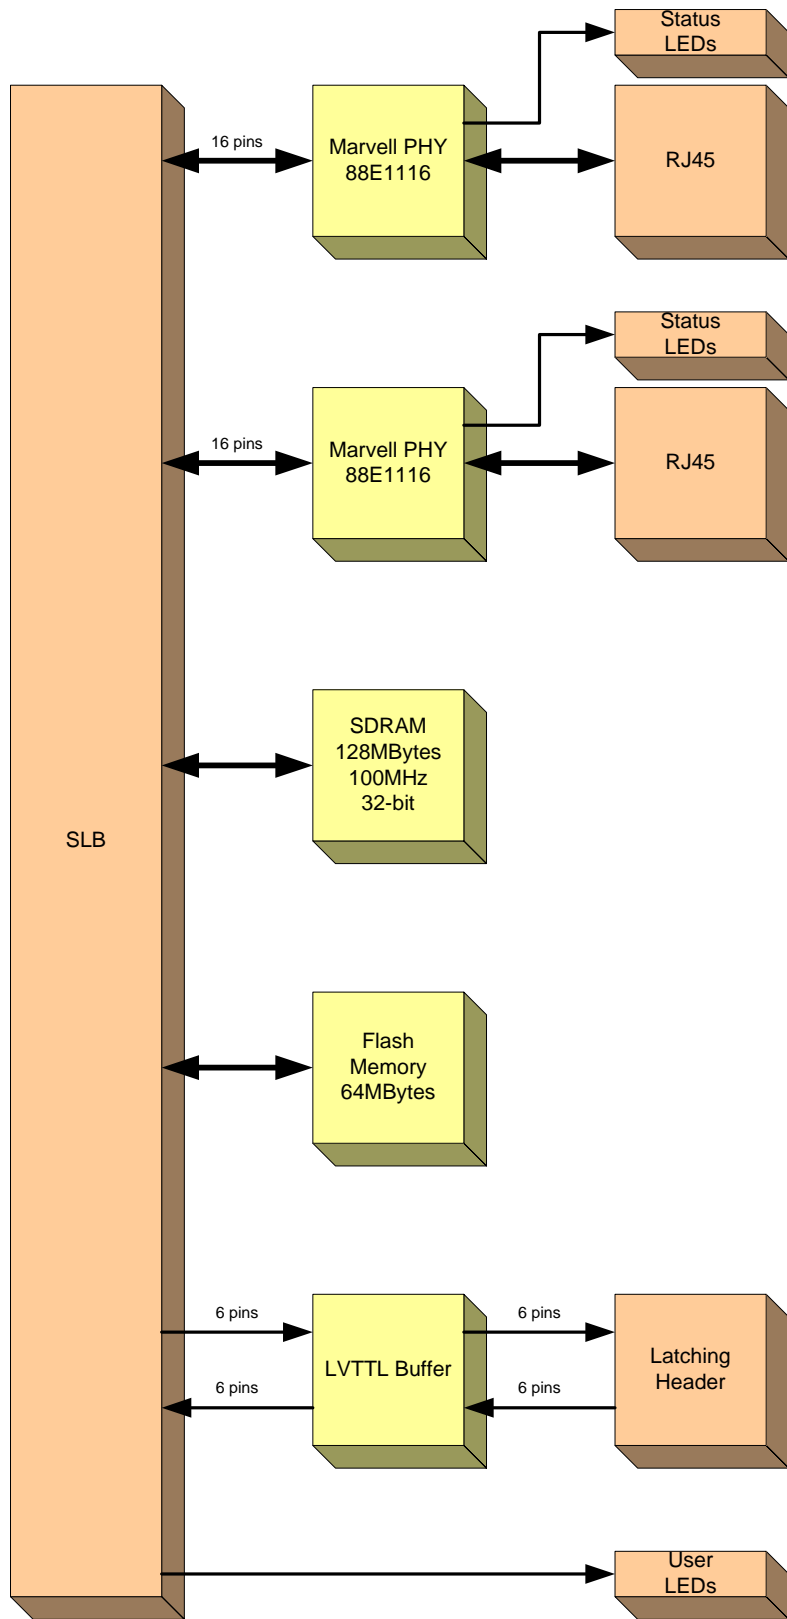 Status
LEDs
16 pins
Marvell PHY
88E1116
RJ45
Status
LEDs
16 pins
Marvell PHY
88E1116
RJ45
SDRAM
128MBytes
100MHz
32-bit
SLB
Flash
Memory
64MBytes
6 pins
6 pins
LVTTL Buffer
Latching
Header
6 pins
6 pins
User
LEDs